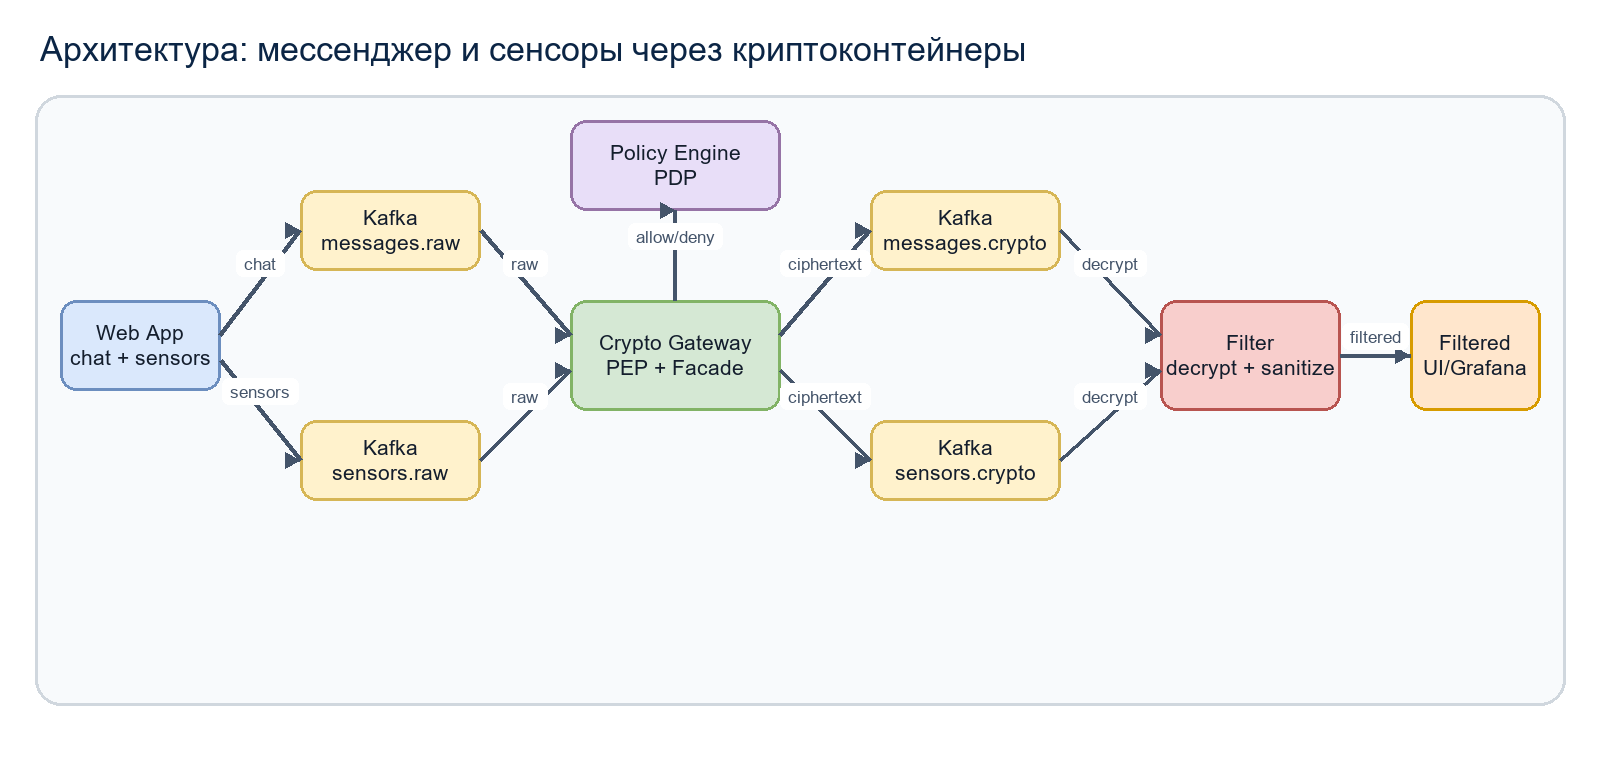 Архитектура: мессенджер и сенсоры через криптоконтейнеры
Policy Engine
PDP
allow/deny
Kafka
messages.raw
Kafka
messages.crypto
chat
raw
ciphertext
decrypt
Web App
chat + sensors
Crypto Gateway
PEP + Facade
Filter
decrypt + sanitize
filtered
Filtered
UI/Grafana
sensors
raw
ciphertext
decrypt
Kafka
sensors.raw
Kafka
sensors.crypto